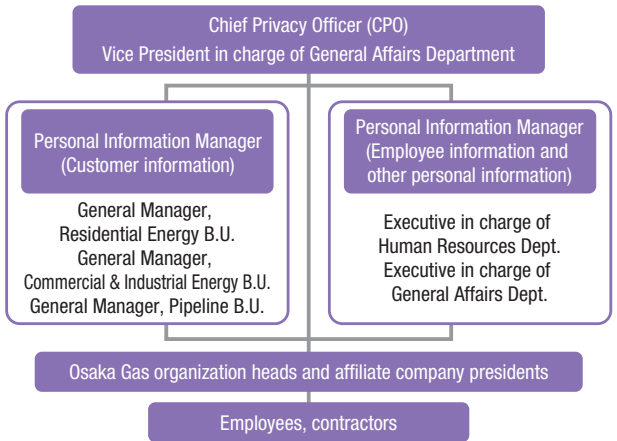 Chief Privacy Officer (CPO)
Vice President in charge of General Affairs Department
Personal Information Manager
(Customer information)
General Manager,
Residential Energy B.U.
General Manager,
Commercial & Industrial Energy B.U.
General Manager, Pipeline B.U.
Personal Information Manager
(Employee information and
other personal information)
Executive in charge of
Human Resources Dept.
Executive in charge of
General Affairs Dept.
Osaka Gas organization heads and affiliate company presidents
Employees, contractors